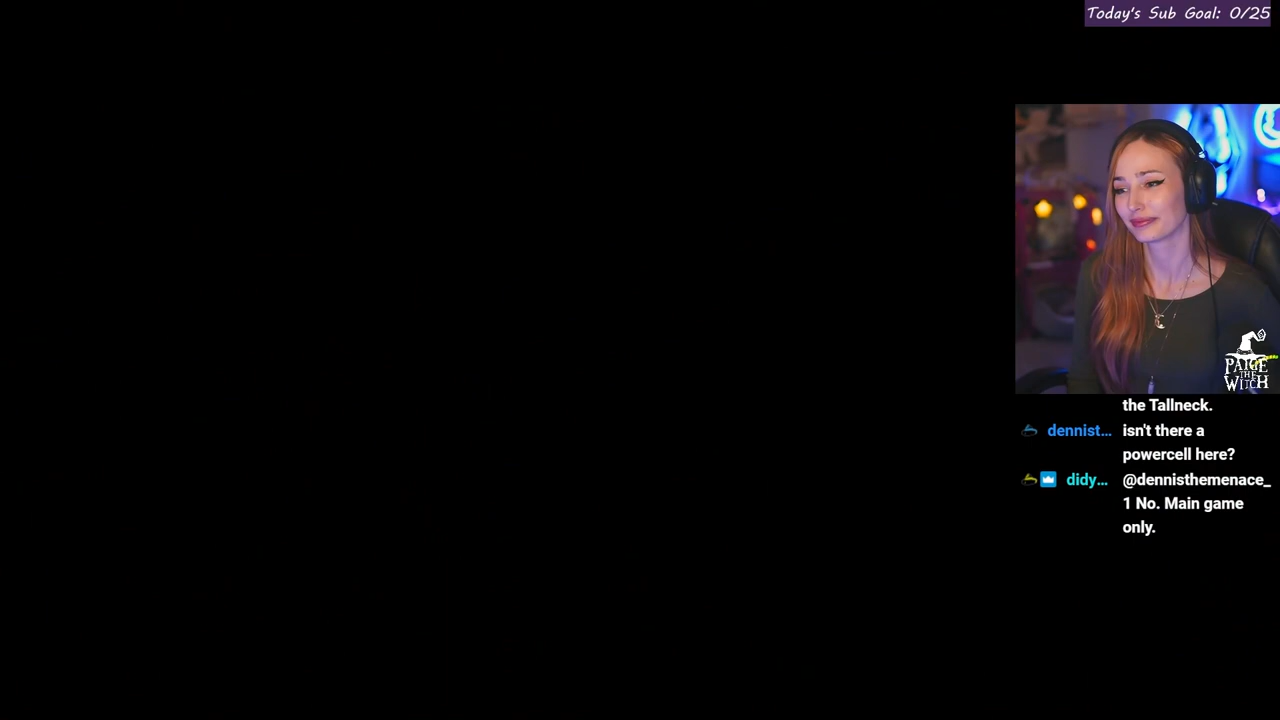 Today's Sub Goal: 0/25
PAIGE
THE
WITCH
the Tallneck.
dennist... isn't there a
powercell here?
didy... @dennisthemenace_
1 No. Main game
only.